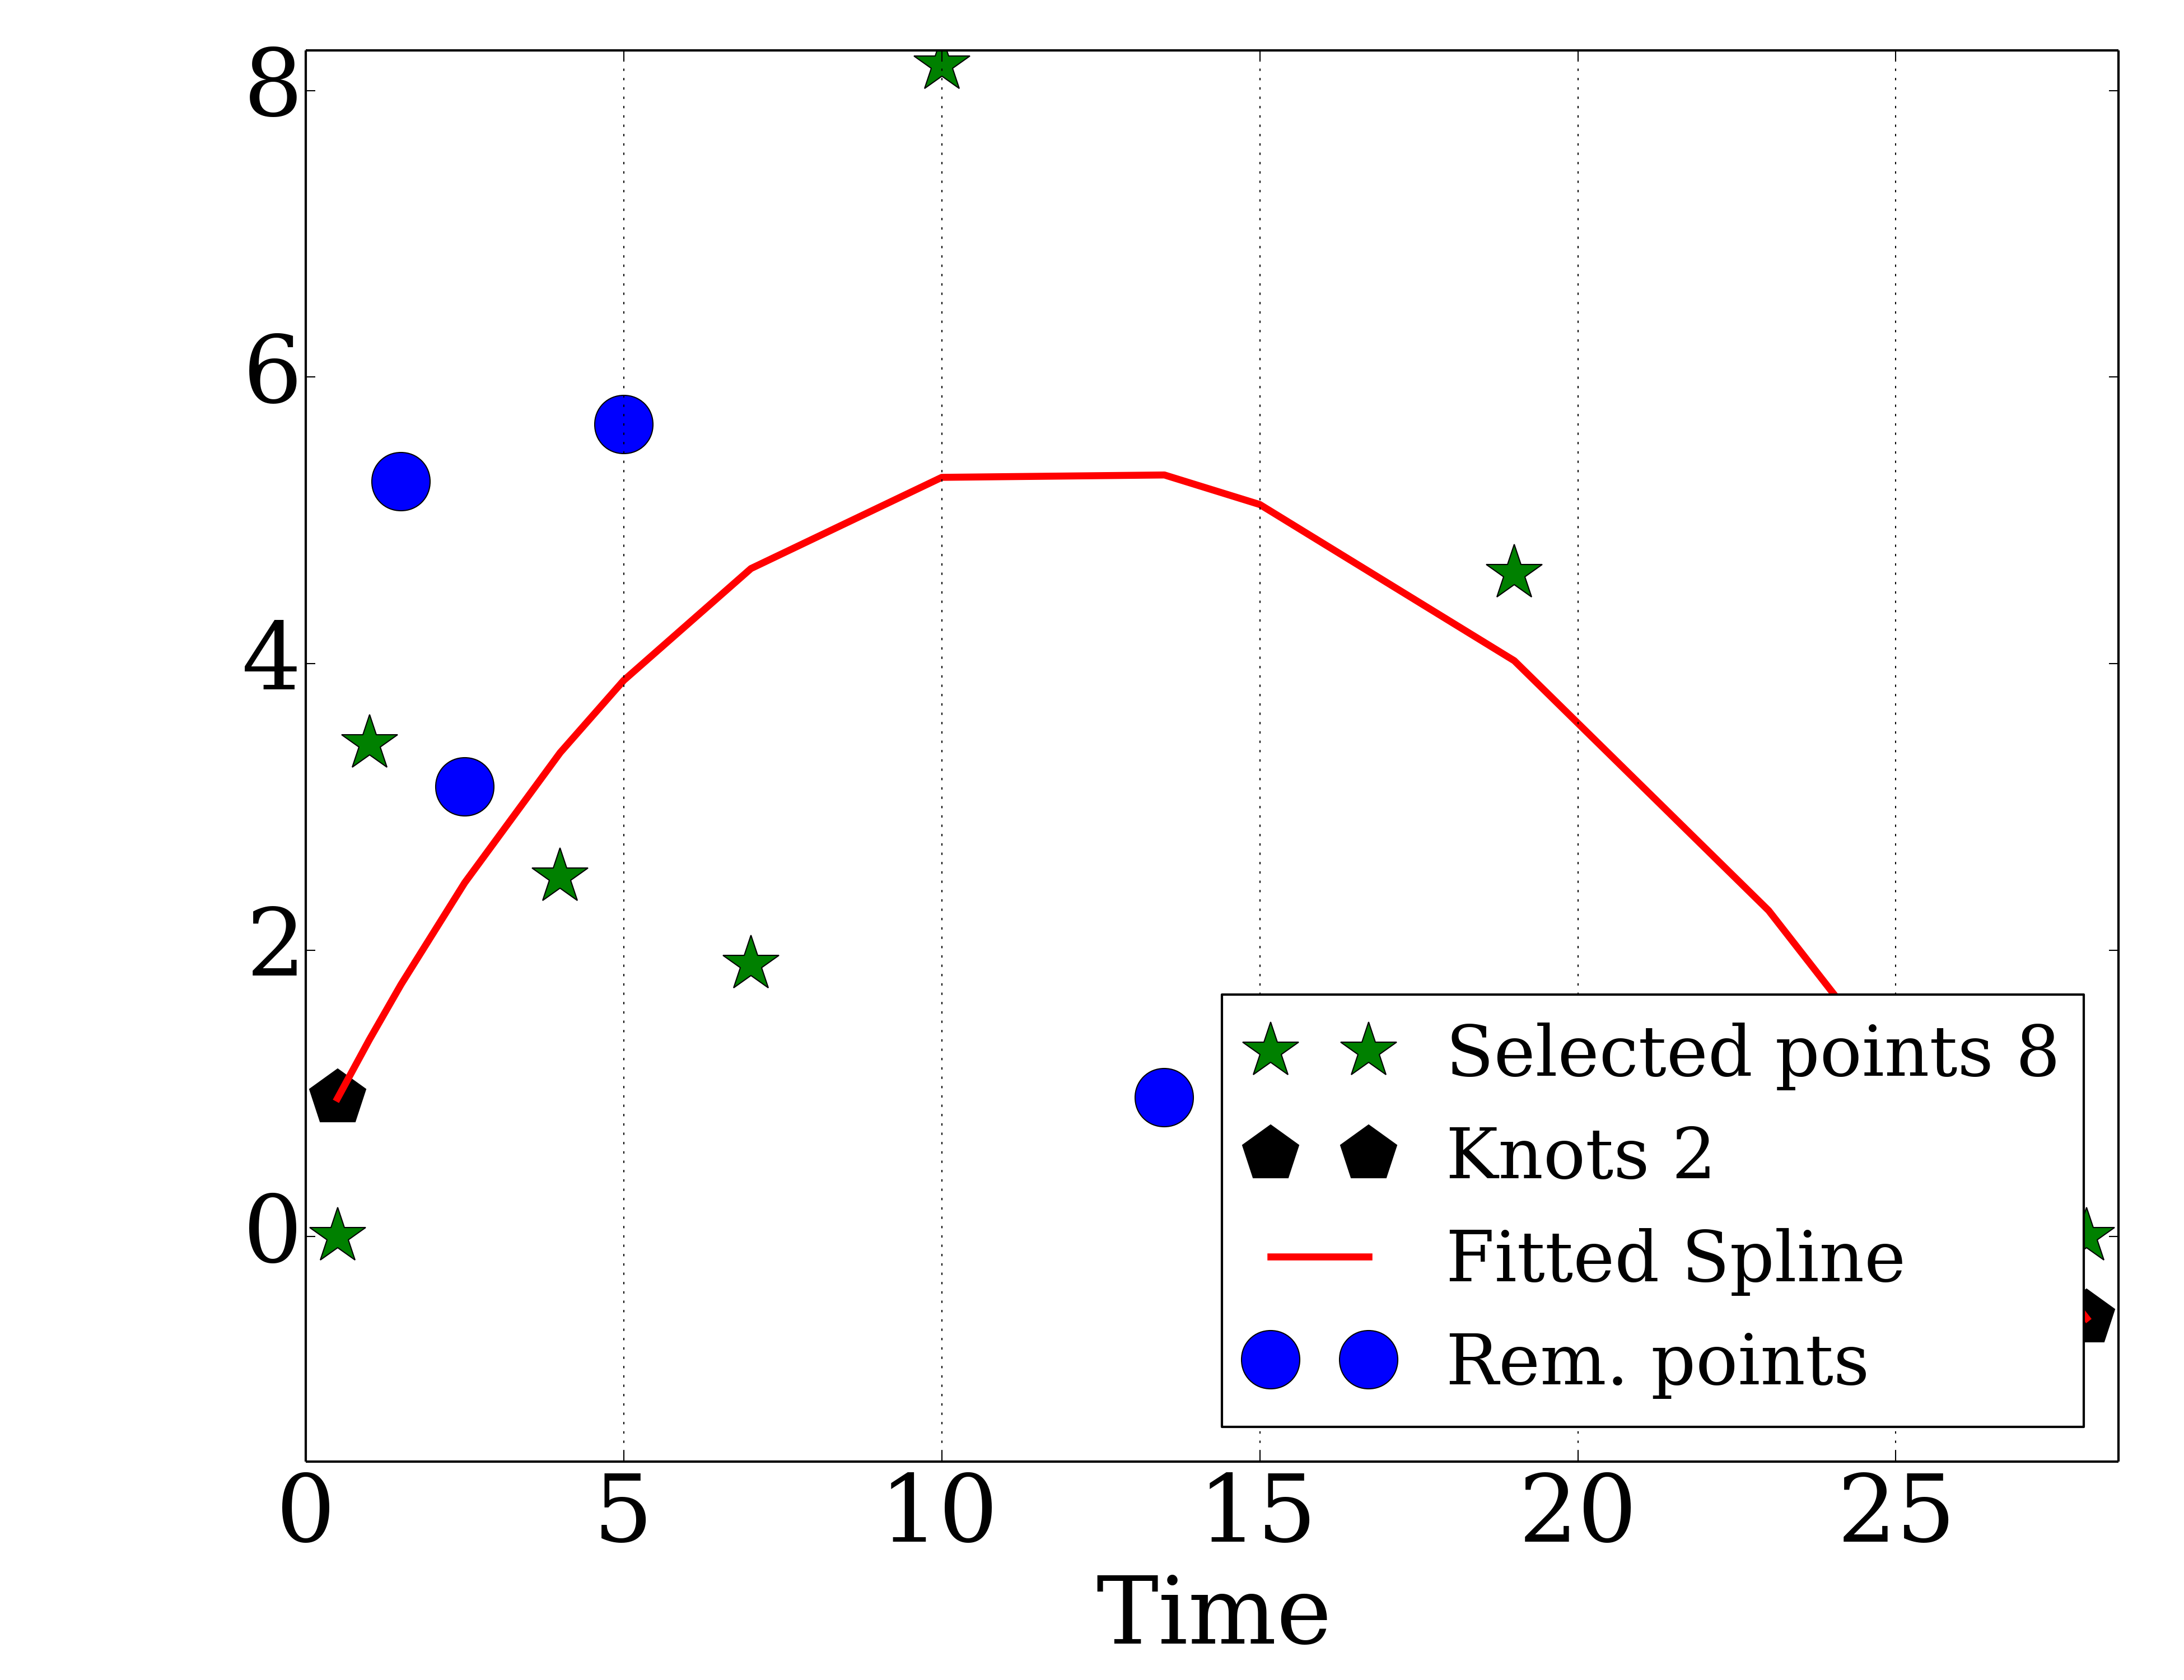 8
6
4
2
0
Selected points 8
Knots 2
Fitted Spline
Rem. points
0 5 10 15 20 25
Time